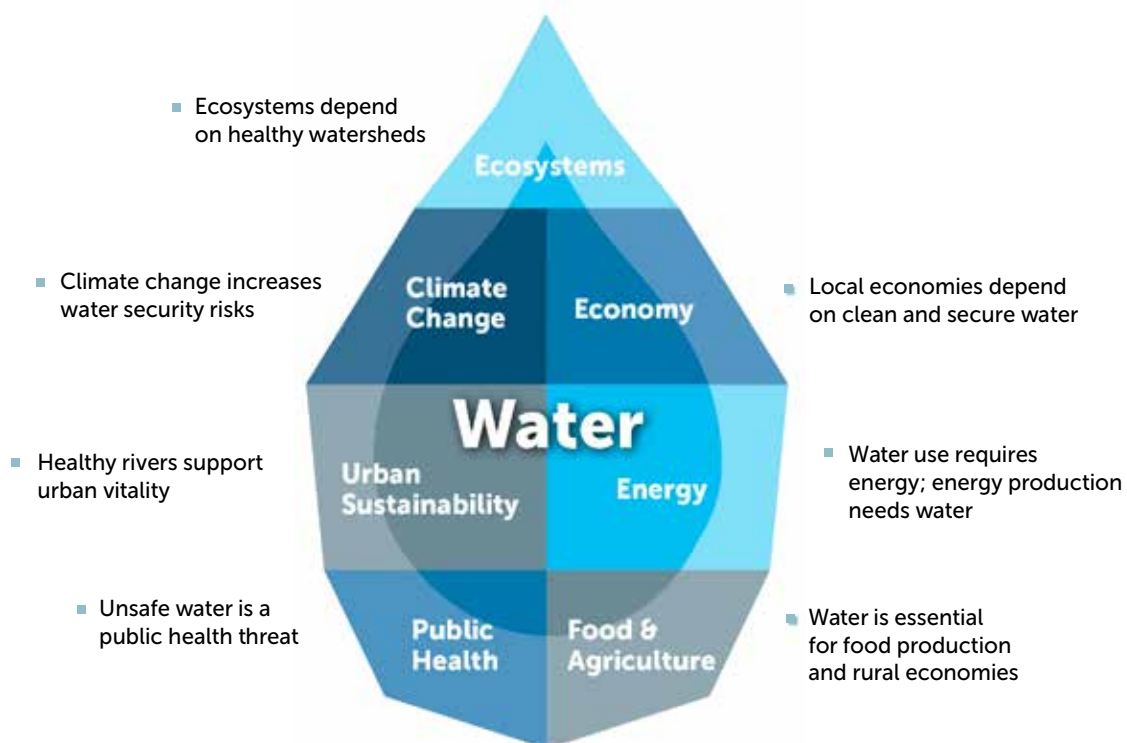 Ecosystems depend
on healthy watersheds
Ecosystems
Climate change increases
water security risks
Climate
Change
Economy
Local economies depend
on clean and secure water
Water
Healthy rivers support
urban vitality
Urban
Sustainability
Energy
Water use requires
energy; energy production
needs water
Unsafe water is a
public health threat
Public
Health
Food &
Agriculture
Water is essential
for food production
and rural economies